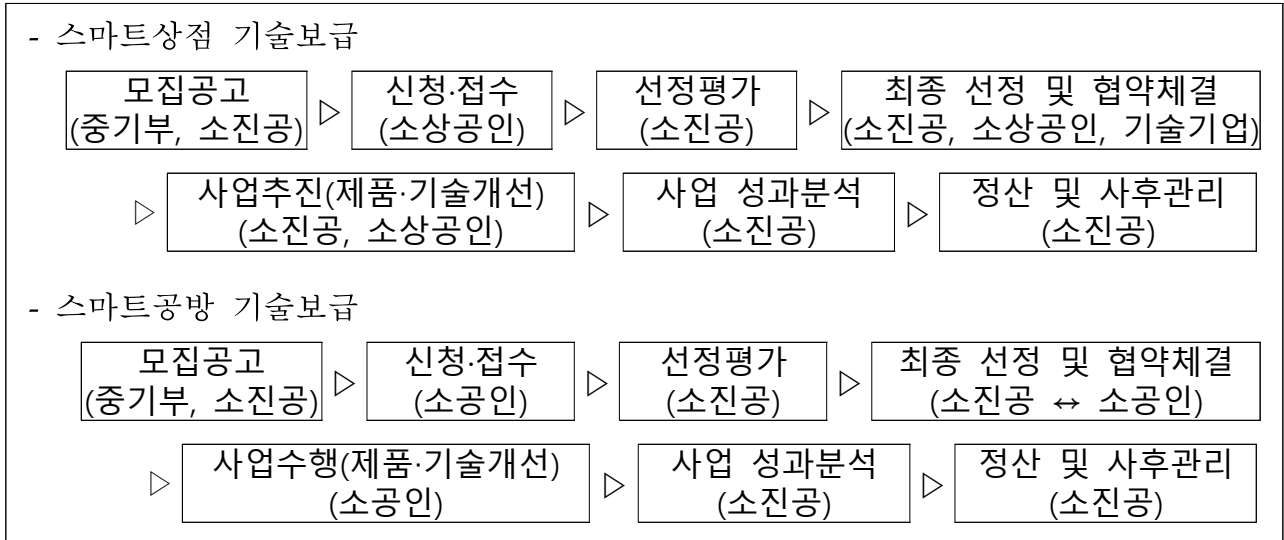 - 스마트상점 기술보급
모집공고 ▷ 신청·접수 ▷ 선정평가 ▷ 최종 선정 및 협약체결
(중기부, 소진공) (소상공인) (소진공) (소진공, 소상공인, 기술기업)
▷ 사업추진(제품·기술개선) ▷ 사업 성과분석 ▷ 정산 및 사후관리
(소진공, 소상공인) (소진공) (소진공)
- 스마트공방 기술보급
모집공고 ▷ 신청·접수 ▷ 선정평가 ▷ 최종 선정 및 협약체결
(중기부, 소진공) (소공인) (소진공) (소진공 ↔ 소공인)
▷ 사업수행(제품·기술개선) ▷ 사업 성과분석 ▷ 정산 및 사후관리
(소공인) (소진공) (소진공)